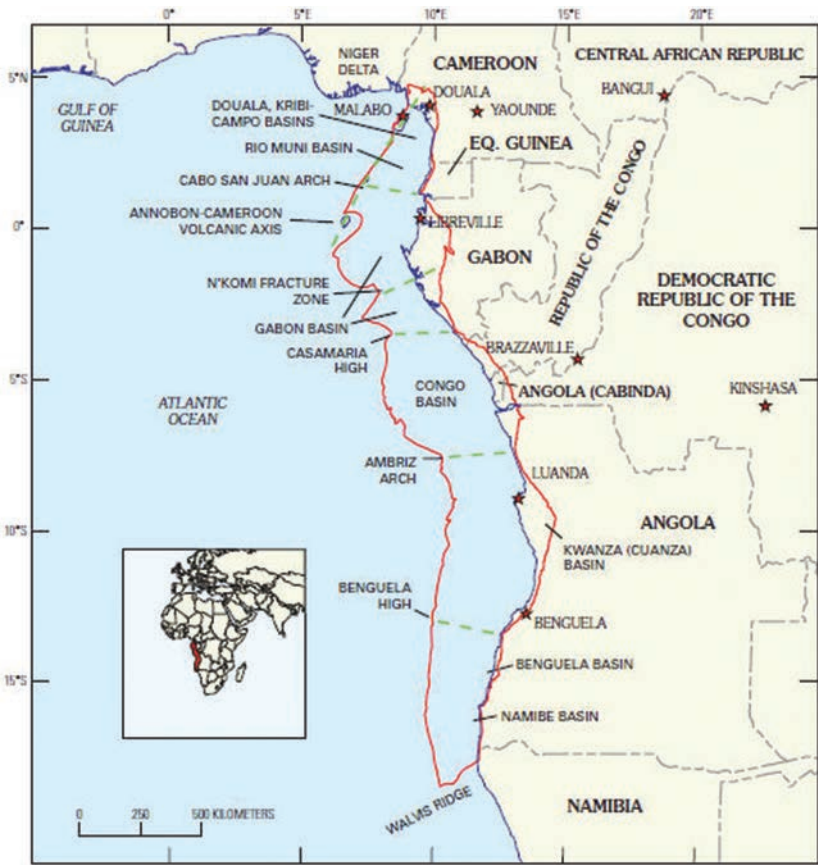 0°
5°E
10°E
15°E
20°E
5°N
0°
5°S
10°S
15°S
NIGER
DELTA
CAMEROON
CENTRAL AFRICAN REPUBLIC
GULF OF
GUINEA
DOUALA, KRIBI-
CAMPO BASINS
MALABO
DOUALA
YAOUNDE
BANGUI
RIO MUNI BASIN
EQ. GUINEA
CABO SAN JUAN ARCH
ANNOBON-CAMEROON
VOLCANIC AXIS
LIBREVILLE
GABON
REPUBLIC OF THE CONGO
N'KOMI FRACTURE
ZONE
DEMOCRATIC
REPUBLIC OF THE
CONGO
GABON BASIN
CASAMARIA
HIGH
BRAZZAVILLE
CONGO
BASIN
ANGOLA (CABINDA)
KINSHASA
ATLANTIC
OCEAN
AMBRIZ
ARCH
LUANDA
ANGOLA
KWANZA (CUANZA)
BASIN
BENGUELA
HIGH
BENGUELA
BENGUELA BASIN
NAMIBE BASIN
WALVIS RIDGE
NAMIBIA
0
250
500 KILOMETERS